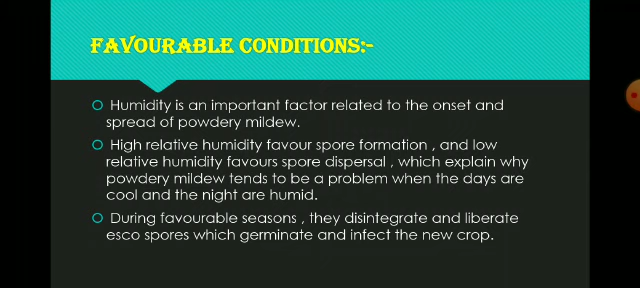 FAVOURABLE CONDITIONS:-
Humidity is an important factor related to the onset and
spread of powdery mildew.
High relative humidity favour spore formation , and low
relative humidity favours spore dispersal , which explain why
powdery mildew tends to be a problem when the days are
cool and the night are humid.
During favourable seasons , they disintegrate and liberate
esco spores which germinate and infect the new crop.